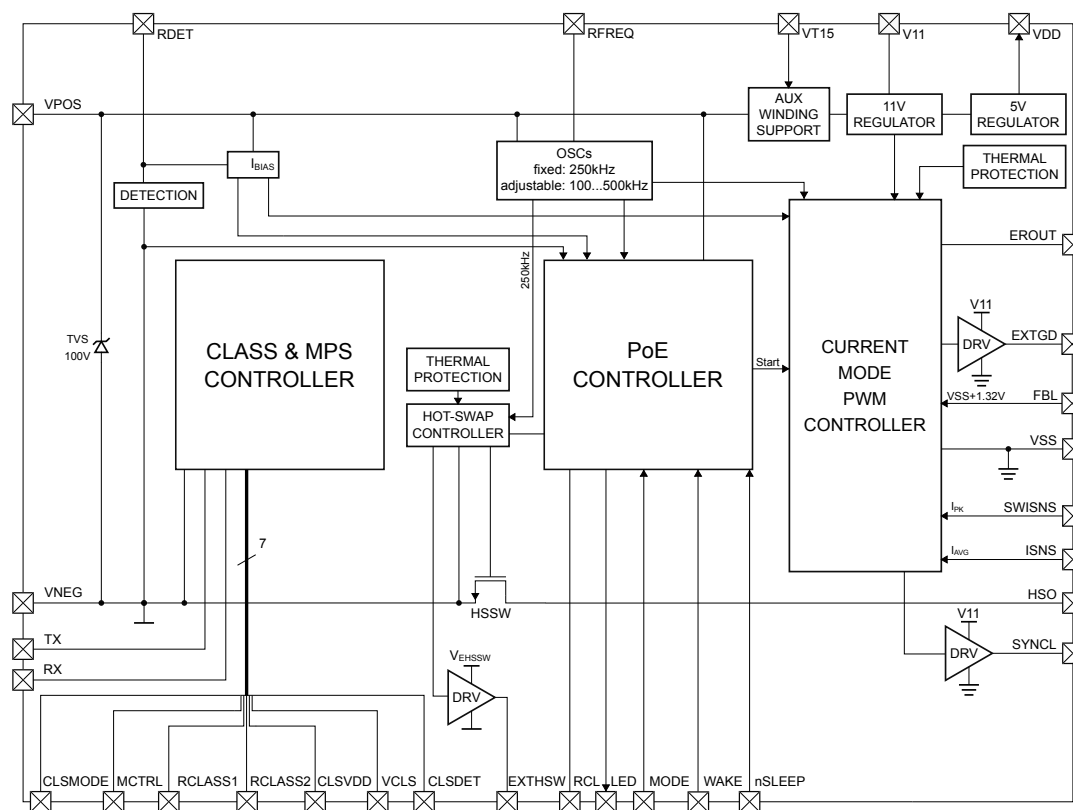 RDET
RFREQ
VT15
V11
VDD
VPOS
AUX
WINDING
SUPPORT
11V
REGULATOR
5V
REGULATOR
OSCs
fixed: 250kHz
adjustable: 100...500kHz
IBIAS
THERMAL
PROTECTION
DETECTION
EROUT
250kHz
V11
TVS
100V
CLASS & MPS
CONTROLLER
THERMAL
PROTECTION
HOT-SWAP
CONTROLLER
PoE
CONTROLLER
Start
CURRENT
MODE
PWM
CONTROLLER
DRV
EXTGD
VSS+1.32V
FBL
VSS
IPK
SWISNS
IAVG
ISNS
7
VNEG
HSSW
HSO
TX
RX
VEHSSW
DRV
V11
DRV
SYNCL
CLSMODE
MCTRL
RCLASS1
RCLASS2
CLSVDD
VCLS
CLSDET
EXTHSW
RCL
LED
MODE
WAKE
nSLEEP